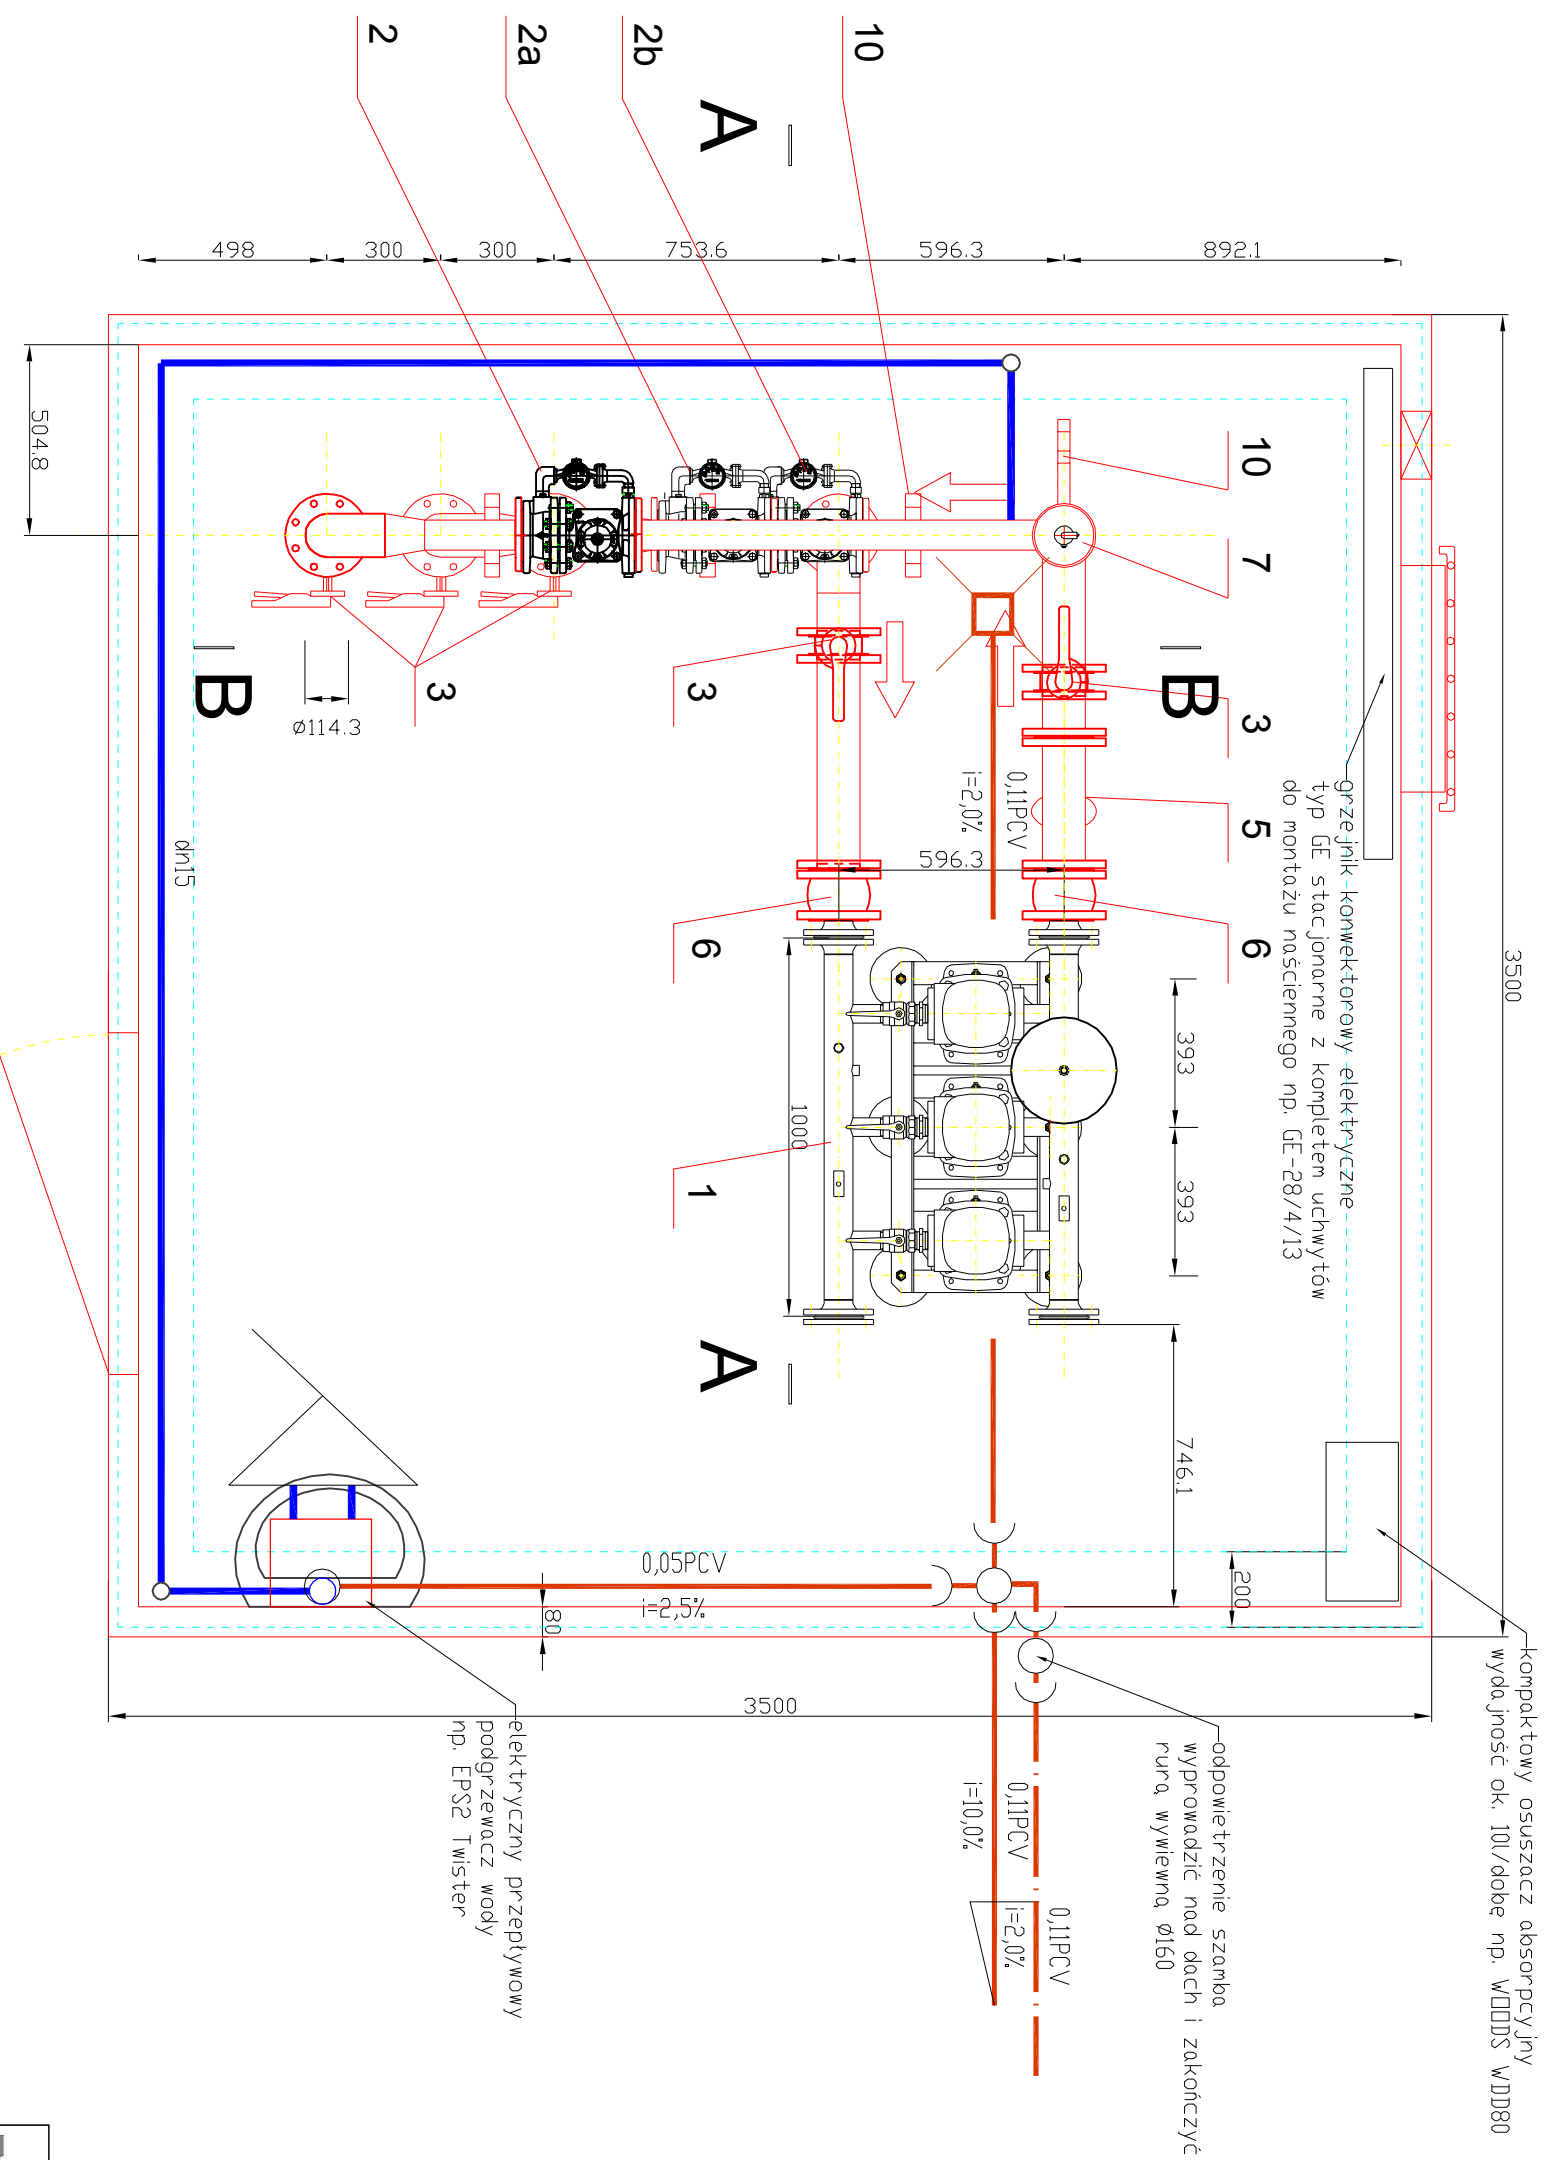 2
2a
2b
10
A
498
300
300
753.6
596.3
892.1
504.8
10
7
B
B
3
3
3
Ø114.3
0,11PCV
i=2,0%
5
596.3
6
6
grzejnik konwektorowy elektryczne
typ GE stacjonarne z kompletem uchwytów
do montażu naściennego np. GE-28/4/13
dn15
3500
393
393
1000
1
A
746.1
200
0,05PCV
i=2,5%
80
3500
kompaktowy osuszacz absorpcyjny
wydajność ok. 10l/dobę np. WOODS WDD80
odpowietrzenie szamba
wyprowadzić nad dach i zakończyć
rurą wywiewną Ø160
elektryczny przepływowy
podgrzewacz wody
np. EPS2 Twister
0,11PCV
i=10,0%
0,11PCV
i=2,0%